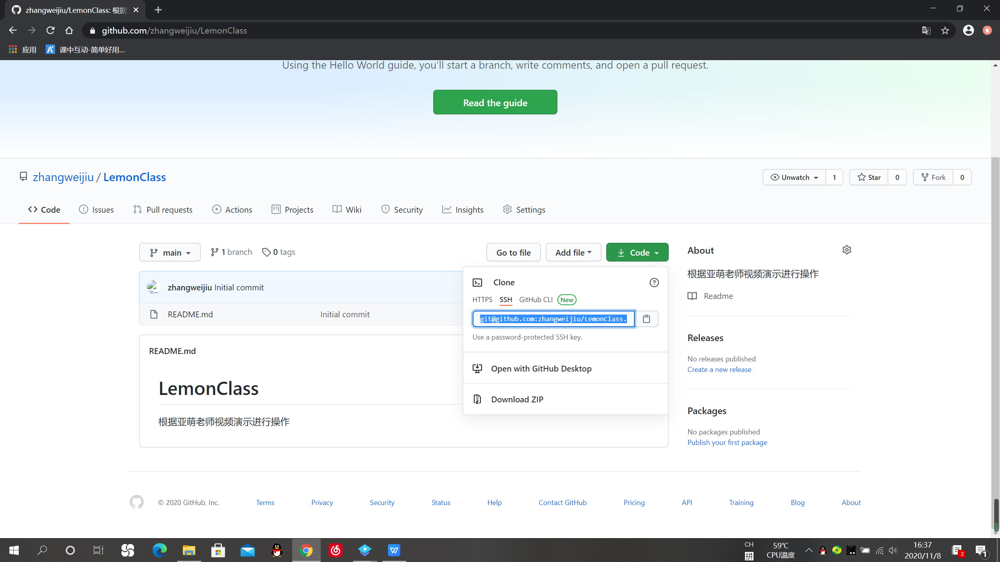 zhangweijiu/LemonClass: 根据
github.com/zhangweijiu/LemonClass
应用
课中互动-简单好用...
Using the Hello World guide, you’ll start a branch, write comments, and open a pull request.
Read the guide
zhangweijiu / LemonClass
Unwatch 1 Star 0 Fork 0
Code Issues Pull requests Actions Projects Wiki Security Insights Settings
main 1 branch 0 tags Go to file Add file Code
zhangweijiu Initial commit
README.md Initial commit
README.md
LemonClass
根据亚萌老师视频演示进行操作
Clone
HTTPS SSH GitHub CLI New
git@github.com:zhangweijiu/LemonClass.
Use a password-protected SSH key.
Open with GitHub Desktop
Download ZIP
About
根据亚萌老师视频演示进行操作
Readme
Releases
No releases published
Create a new release
Packages
No packages published
Publish your first package
© 2020 GitHub, Inc. Terms Privacy Security Status Help Contact GitHub Pricing API Training Blog About
CH
拼
59℃
CPU温度
16:37
2020/11/8
2
1